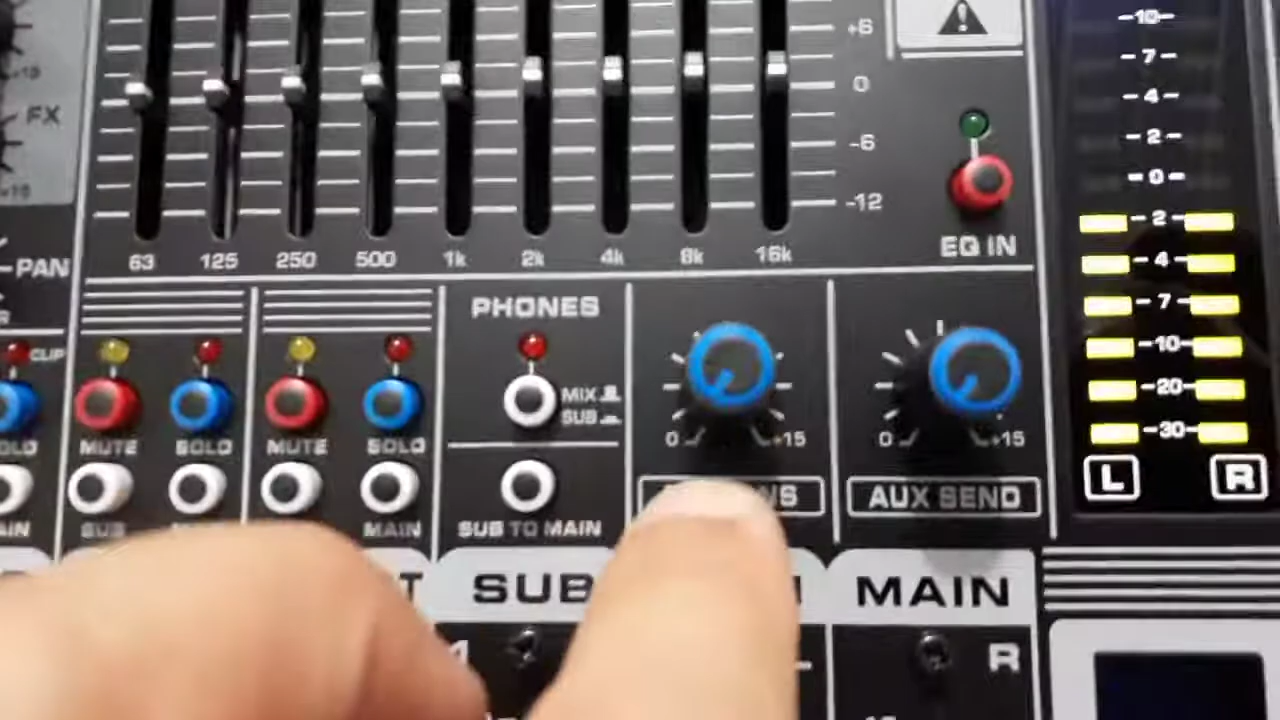 +6
0
-6
-12
FX
PAN
63 125 250 500 1k 2k 4k 8k 16k
EQ IN
10
7
4
2
0
2
4
7
10
20
30
L R
PHONES
MIX
SUB
CLIP
MUTE SOLO MUTE SOLO
SUB MAIN
SUB TO MAIN
0 +15
0 +15
AUX SEND
SUB
MAIN
R